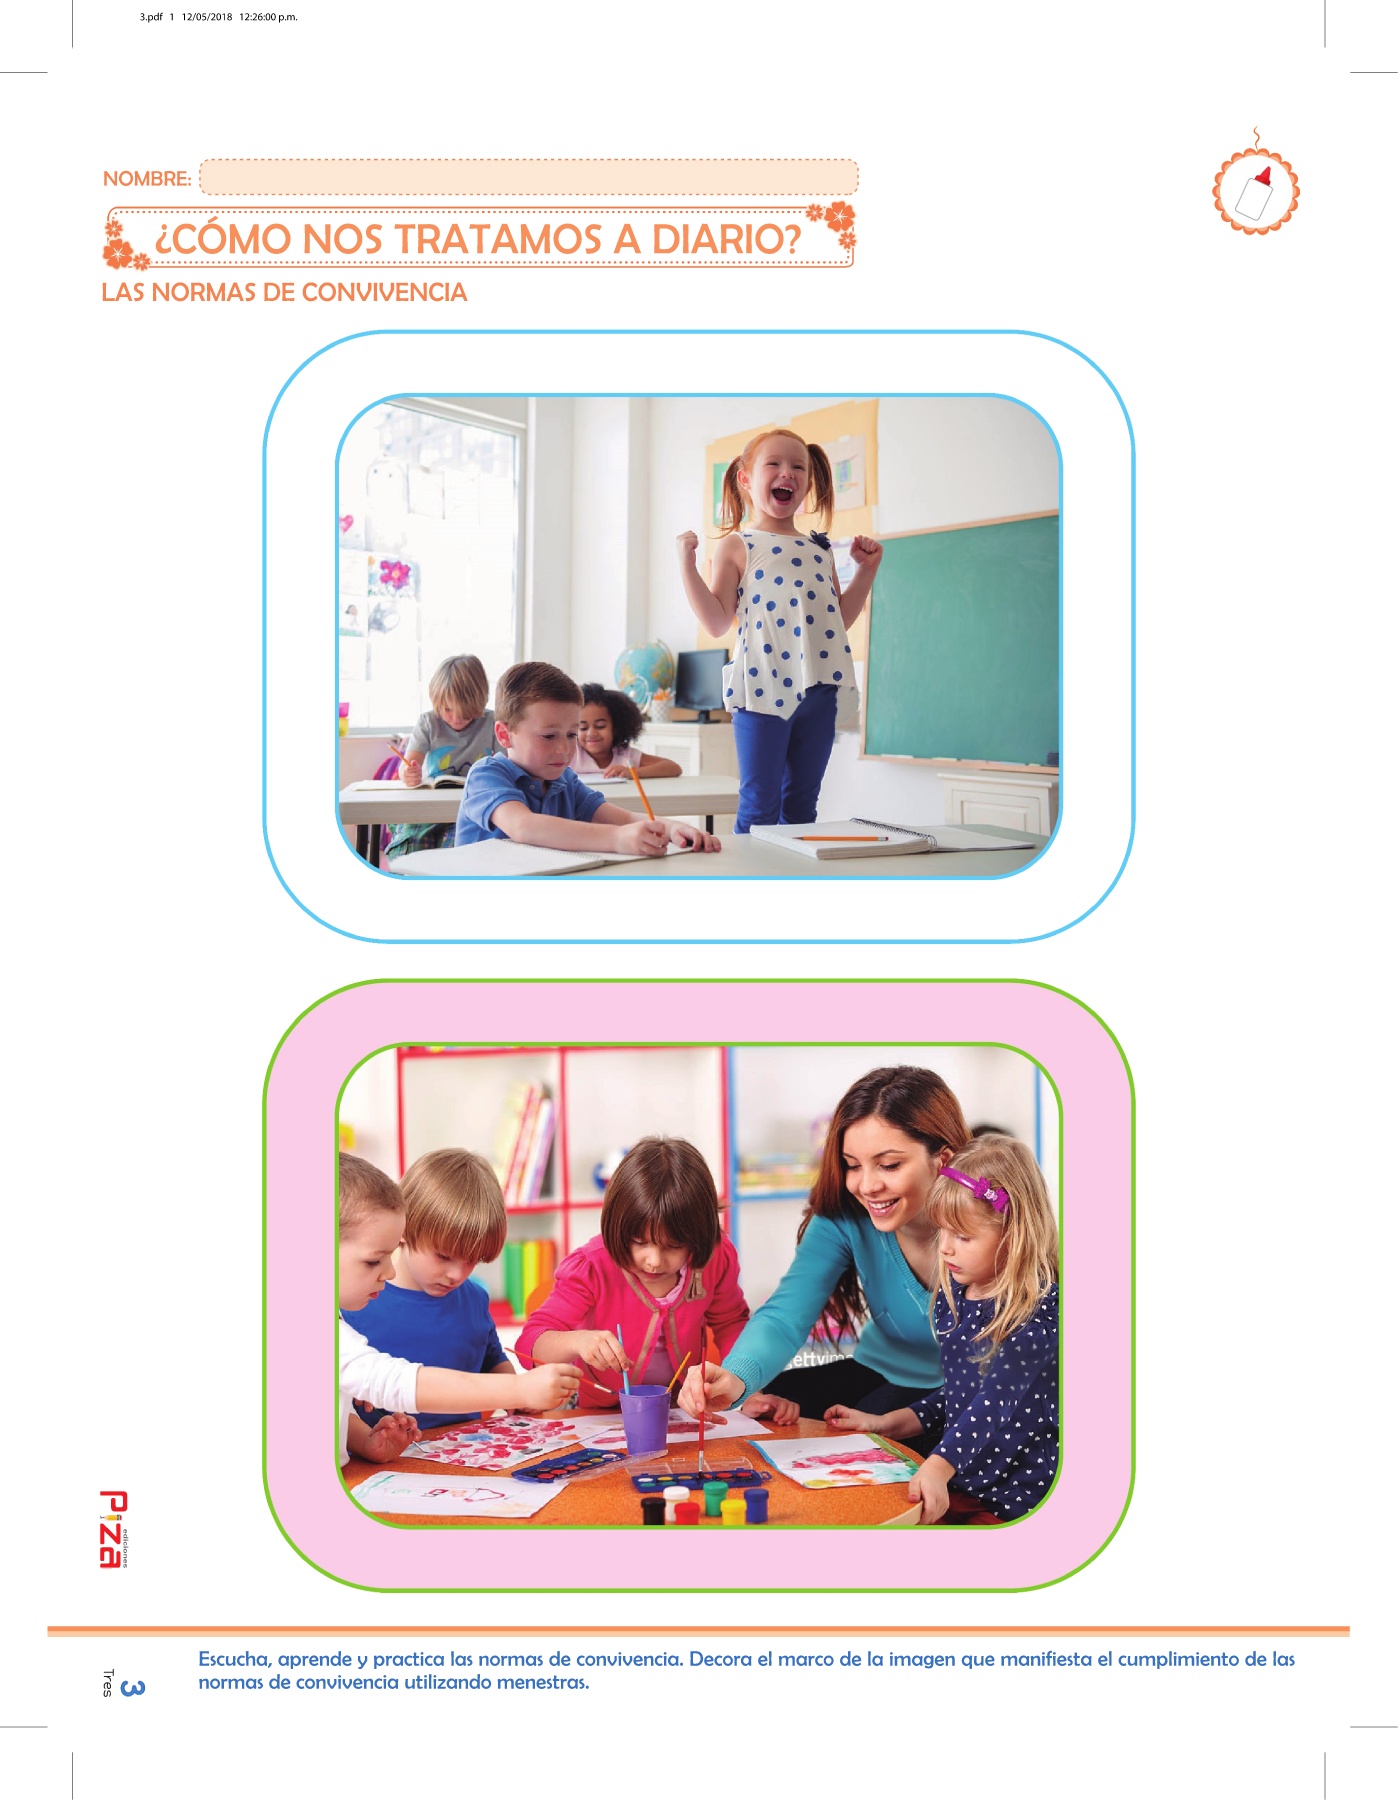 3.pdf 1 12/05/2018 12:26:00 p.m.
NOMBRE:
¿CÓMO NOS TRATAMOS A DIARIO?
LAS NORMAS DE CONVIVENCIA
gettyima
Piza
ediciones
Escucha, aprende y practica las normas de convivencia. Decora el marco de la imagen que manifiesta el cumplimiento de las
normas de convivencia utilizando menestras.
3
Tres